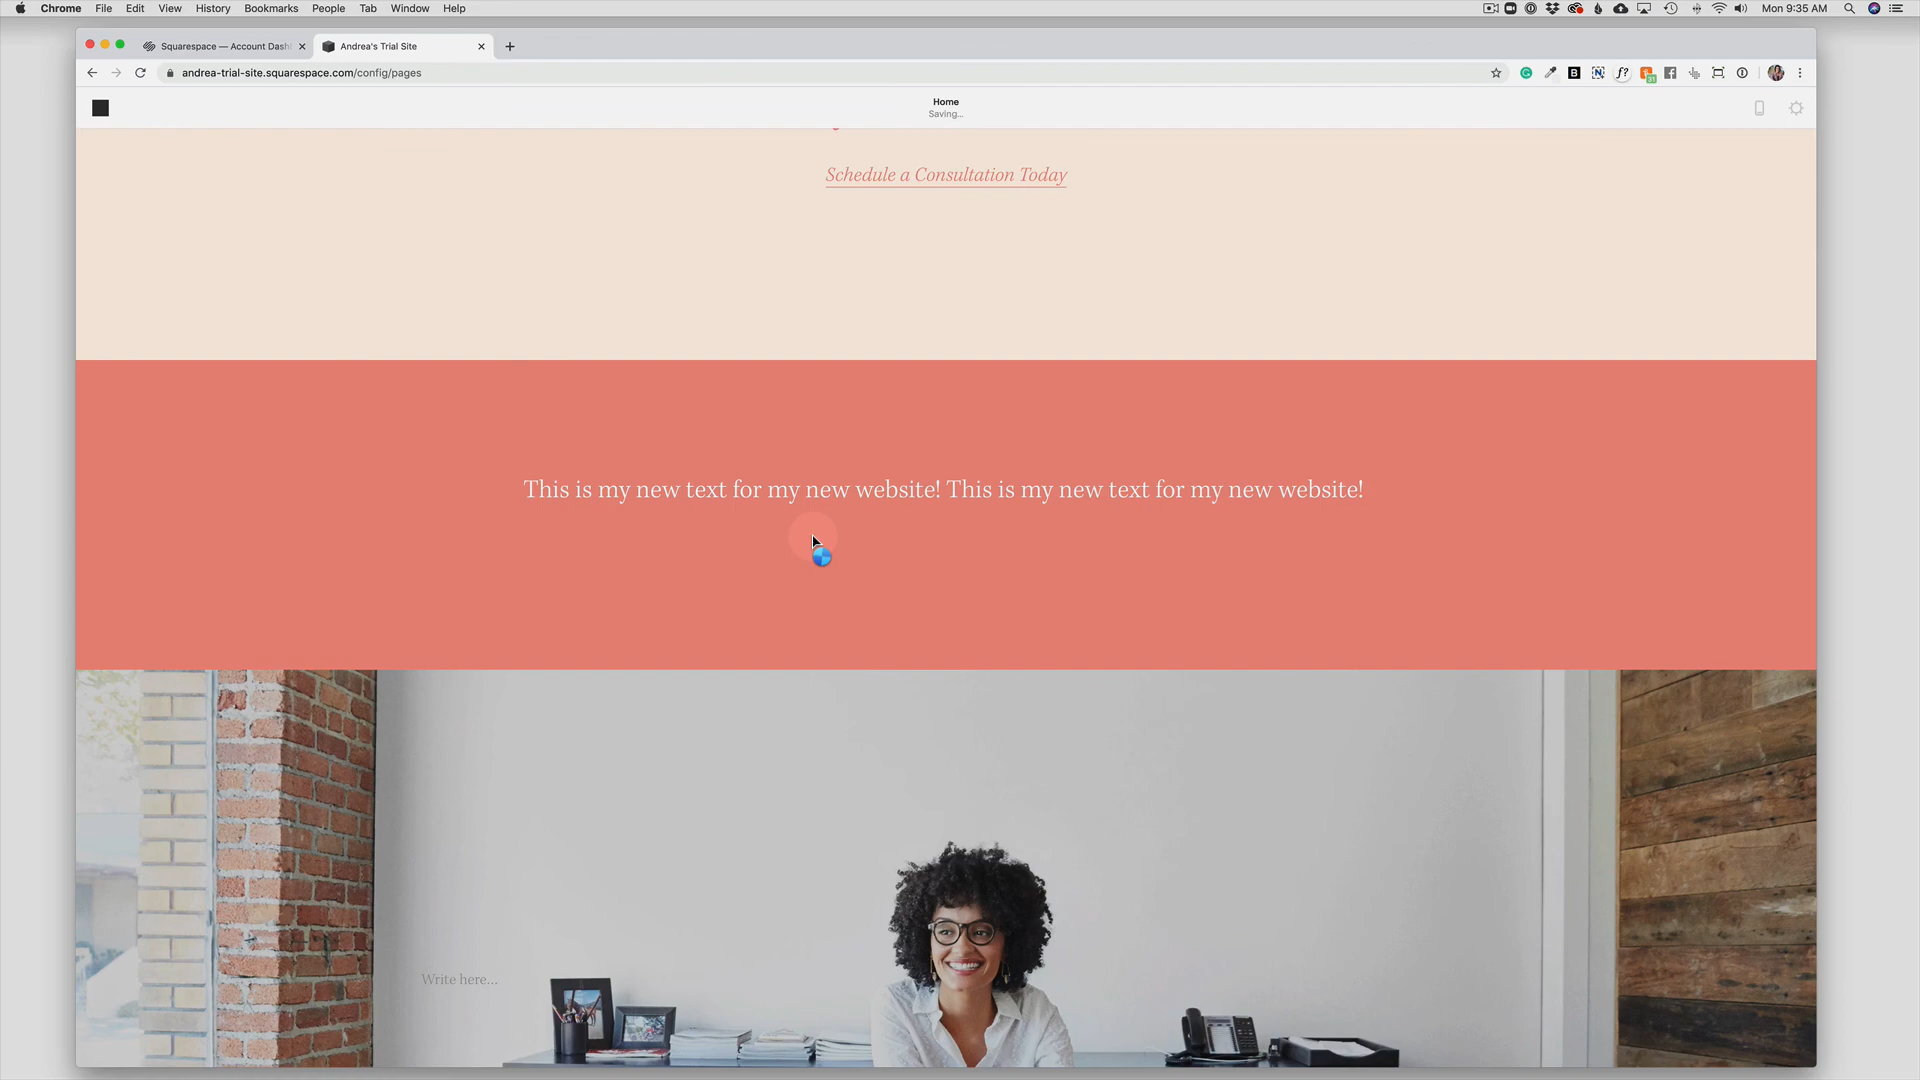 Chrome File Edit View History Bookmarks People Tab Window Help
Mon 9:35 AM
Squarespace — Account Dash
Andrea's Trial Site
andrea-trial-site.squarespace.com/config/pages
Home
Saving...
Schedule a Consultation Today
This is my new text for my new website! This is my new text for my new website!
Write here...